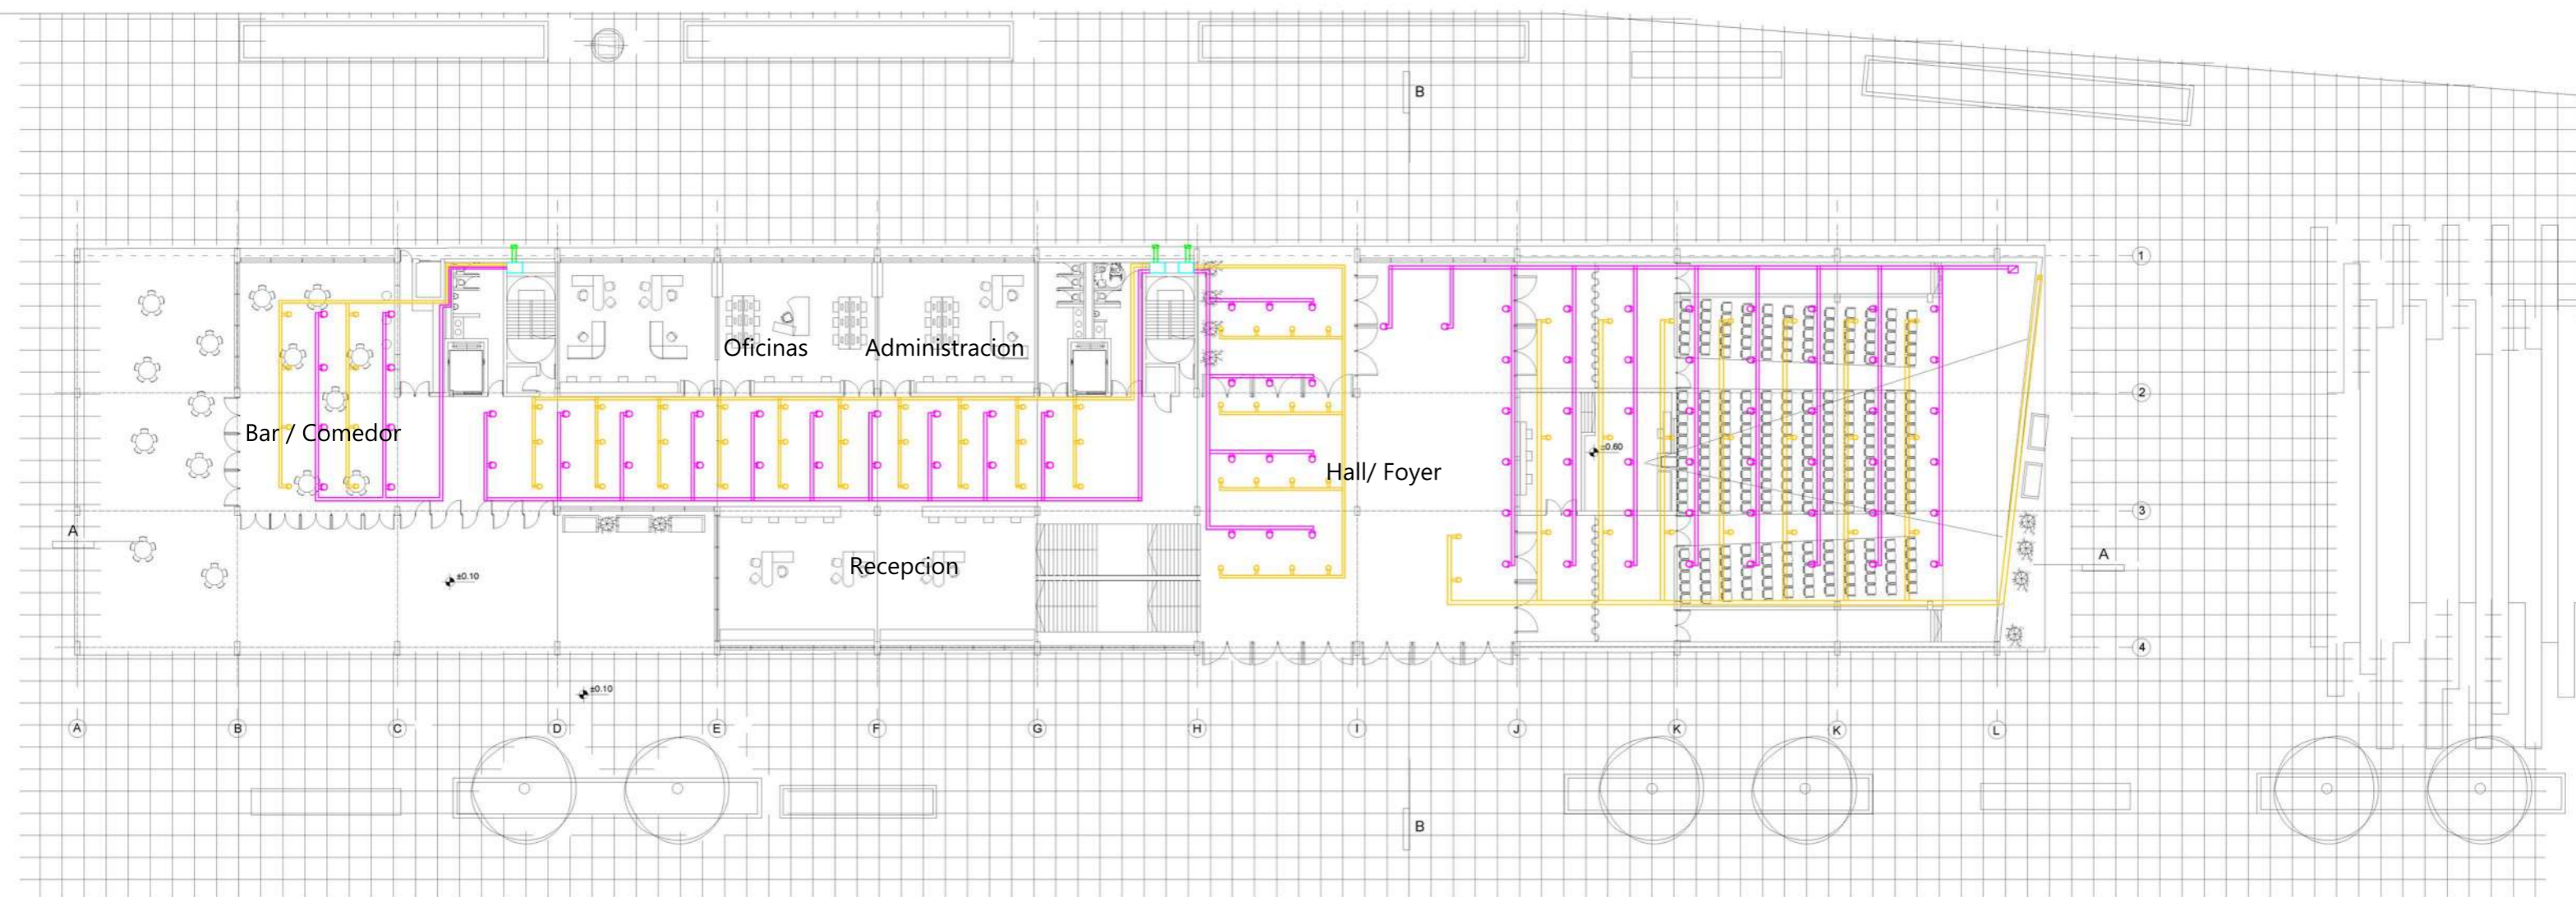 B
1
Oficinas
Administracion
2
Bar / Comedor
±0.60
Hall/ Foyer
3
A
A
Recepcion
±0.10
4
±0.10
A
B
C
D
E
F
G
H
I
J
K
K
L
B